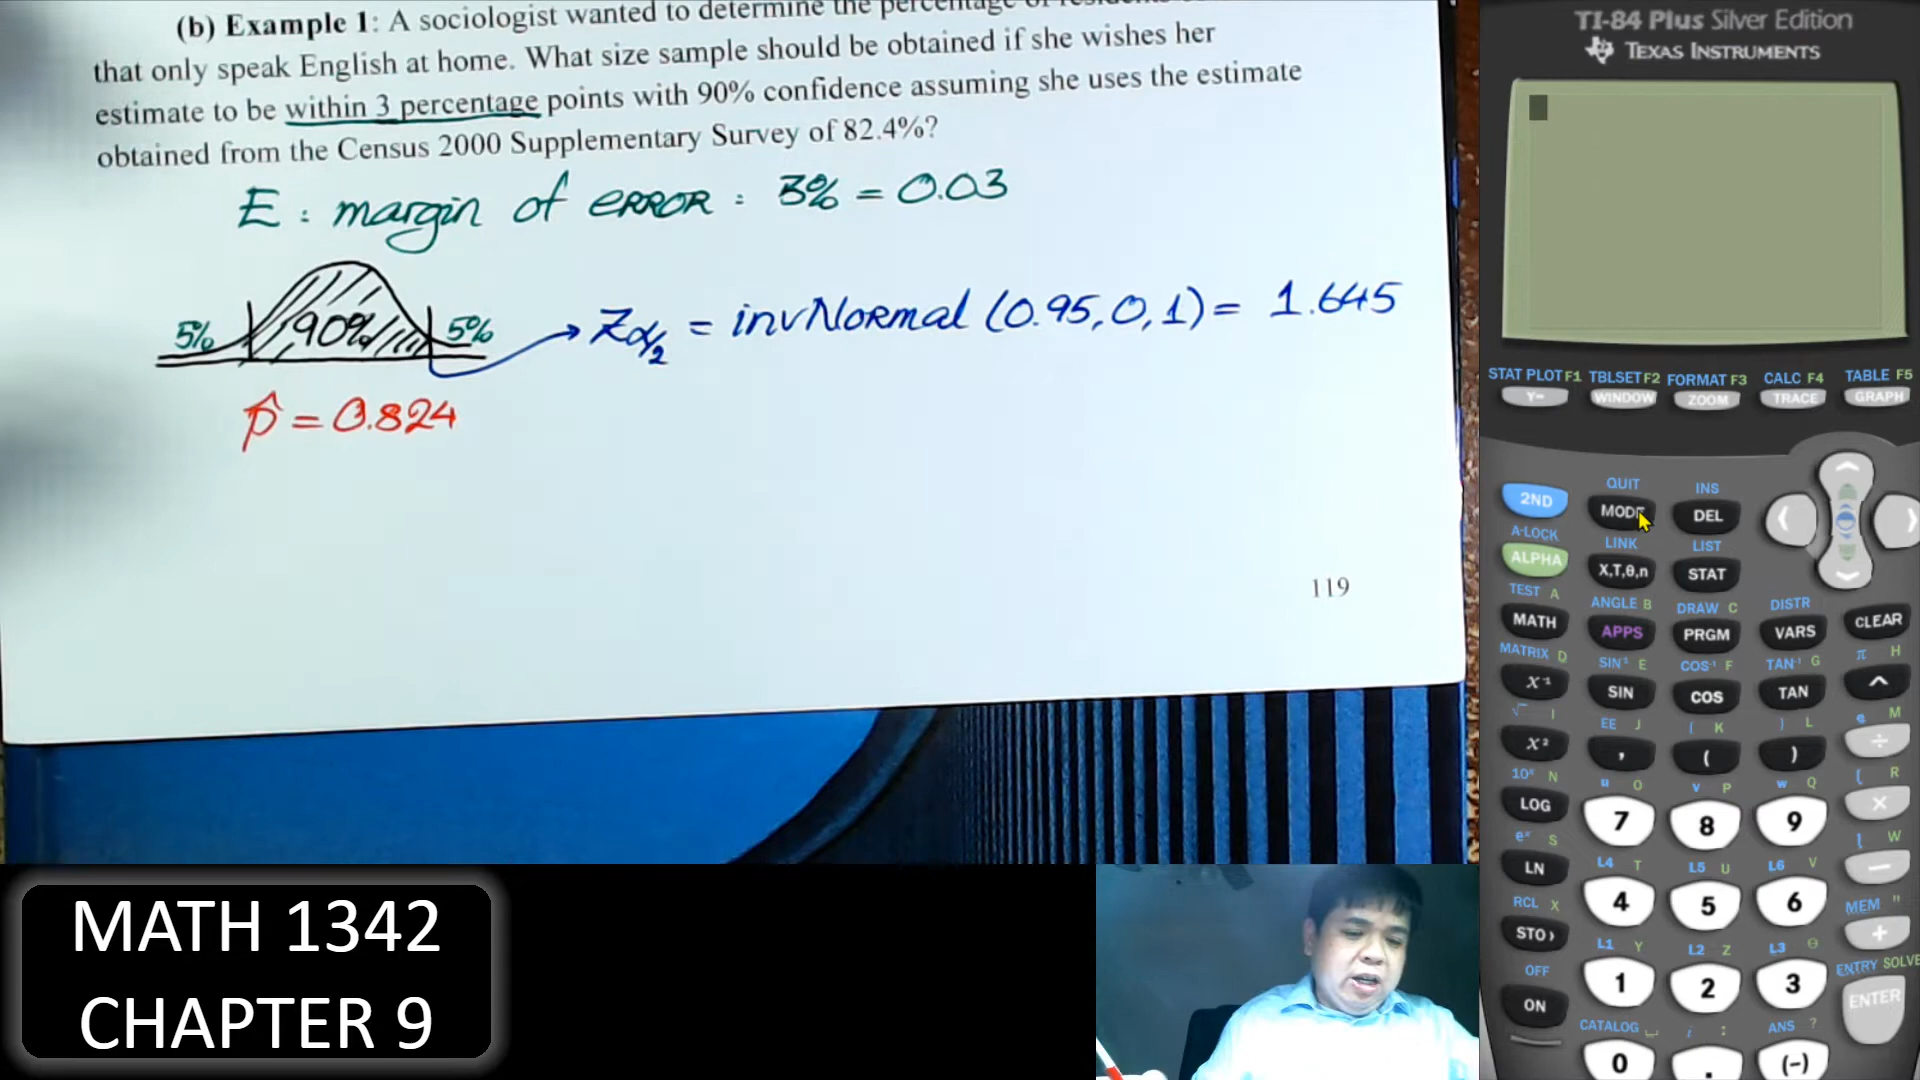 (b) Example 1: A sociologist wanted to determine the percentage of residents
that only speak English at home. What size sample should be obtained if she wishes her
estimate to be within 3 percentage points with 90% confidence assuming she uses the estimate
obtained from the Census 2000 Supplementary Survey of 82.4%?
E : margin of ERROR : 3% = 0.03
5% 90% 5% Zα/2 = invNormal (0.95, 0, 1) = 1.645
p̂ = 0.824
119
MATH 1342
CHAPTER 9
TI-84 Plus Silver Edition
TEXAS INSTRUMENTS
STAT PLOT F1 TBLSET F2 FORMAT F3 CALC F4 TABLE F5
Y= WINDOW ZOOM TRACE GRAPH
QUIT INS
2ND MODE DEL
A-LOCK LINK LIST
ALPHA X,T,θ,n STAT
TEST A ANGLE B DRAW C DISTR
MATH APPS PRGM VARS CLEAR
MATRIX D SIN⁻¹ E COS⁻¹ F TAN⁻¹ G π H
X⁻¹ SIN COS TAN ^
√ I EE J { K } L e M
X² , ( ) ÷
10ˣ N u O v P w Q [ R
LOG 7 8 9 ×
eˣ S L4 T L5 U L6 V ] W
LN 4 5 6 −
RCL X L1 Y L2 Z L3 θ MEM "
STO› 1 2 3 +
OFF CATALOG ⎵ i : ANS ? ENTRY SOLVE
ON 0 . (-) ENTER